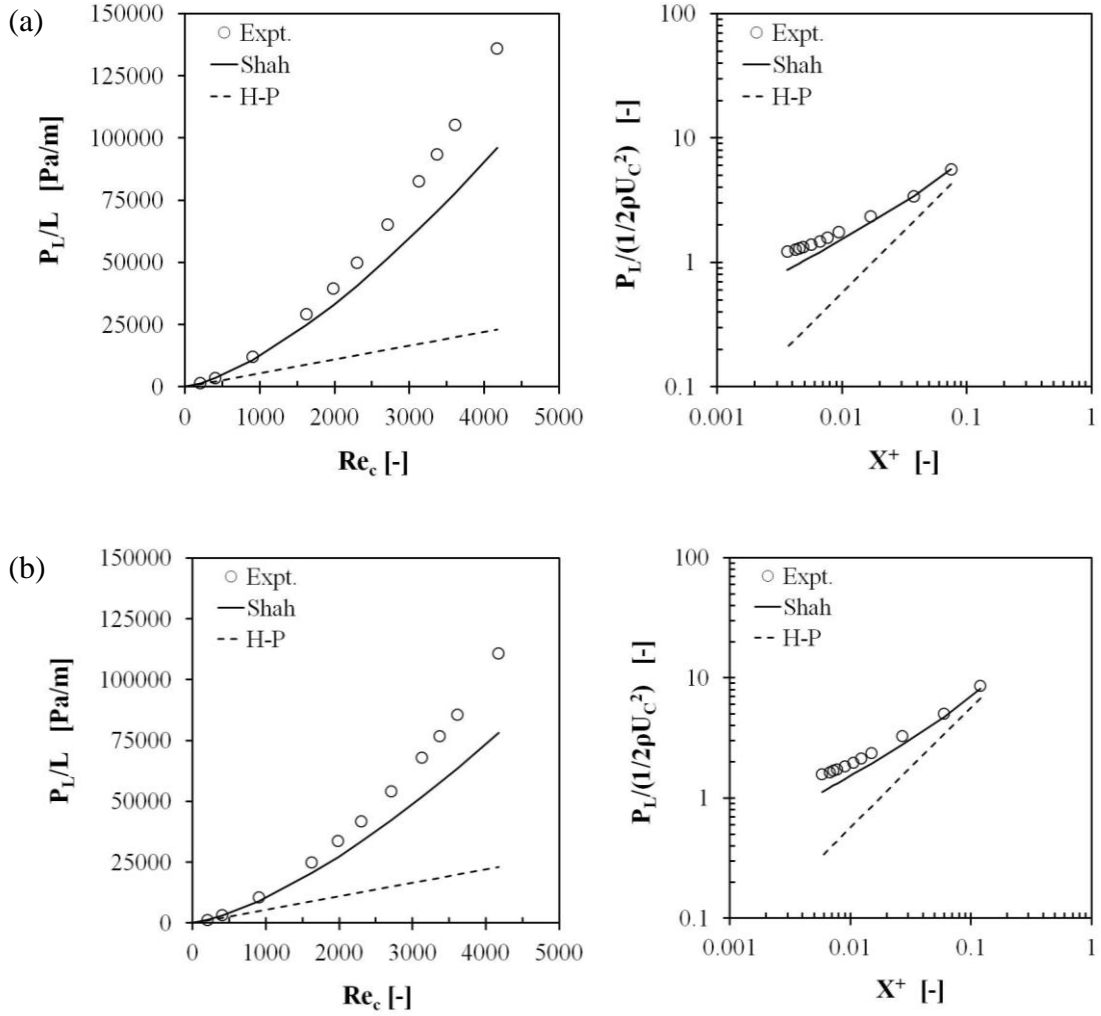 (a)
150000
125000
100000
75000
50000
25000
0
P_L/L [Pa/m]
Expt.
Shah
H-P
0 1000 2000 3000 4000 5000
Re_c [-]
100
10
1
0.1
P_L/(1/2ρU_C^2) [-]
Expt.
Shah
H-P
0.001 0.01 0.1 1
X^+ [-]
(b)
150000
125000
100000
75000
50000
25000
0
P_L/L [Pa/m]
Expt.
Shah
H-P
0 1000 2000 3000 4000 5000
Re_c [-]
100
10
1
0.1
P_L/(1/2ρU_C^2) [-]
Expt.
Shah
H-P
0.001 0.01 0.1 1
X^+ [-]